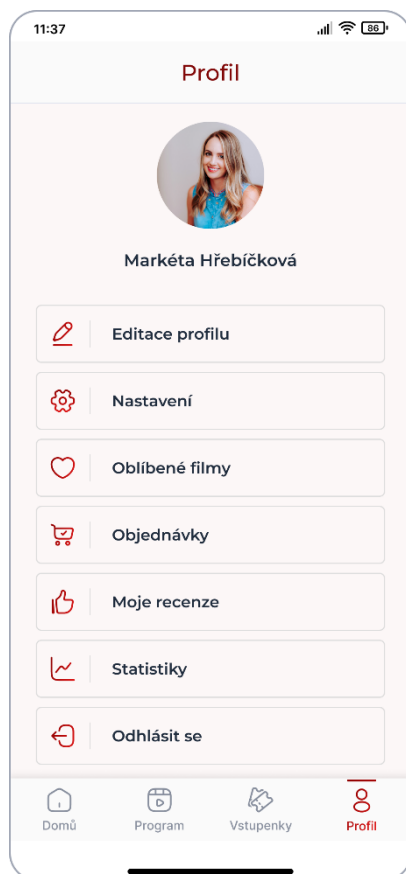 11:37
86
Profil
Markéta Hřebíčková
Editace profilu
Nastavení
Oblíbené filmy
Objednávky
Moje recenze
Statistiky
Odhlásit se
Domů
Program
Vstupenky
Profil